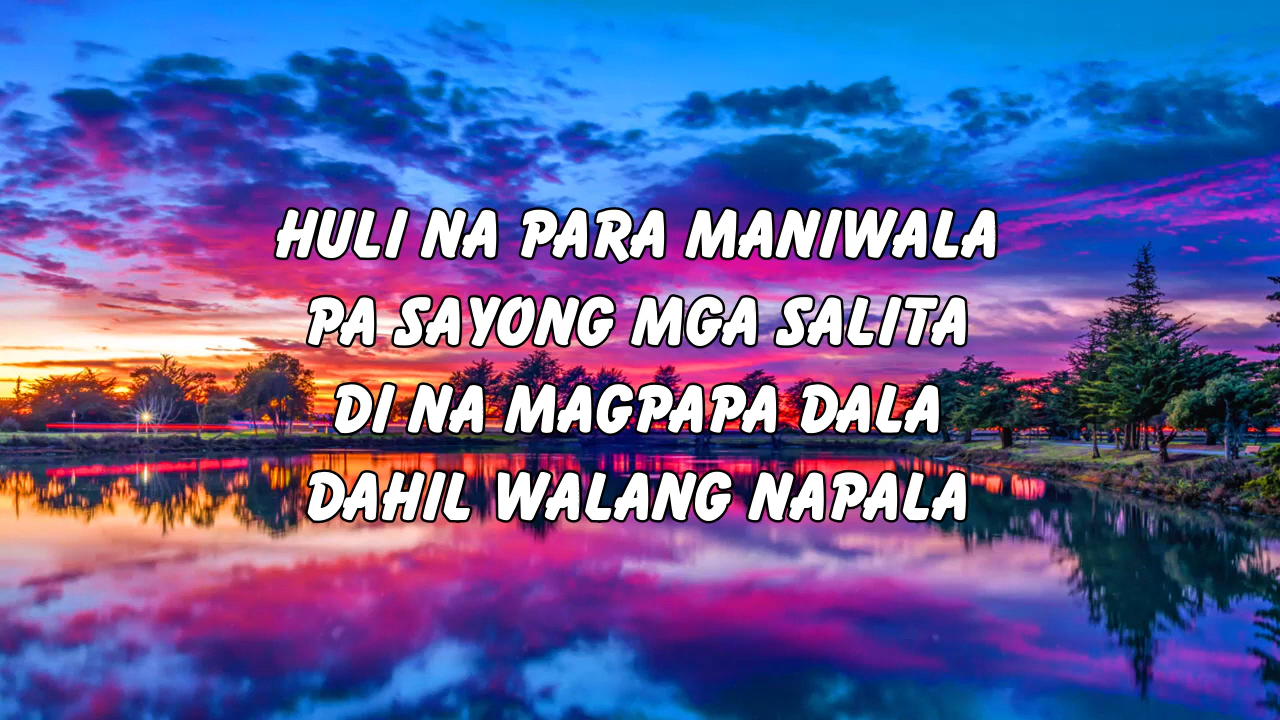 HULI NA PARA MANIWALA
PA SAYONG MGA SALITA
DI NA MAGPAPA DALA
DAHIL WALANG NAPALA